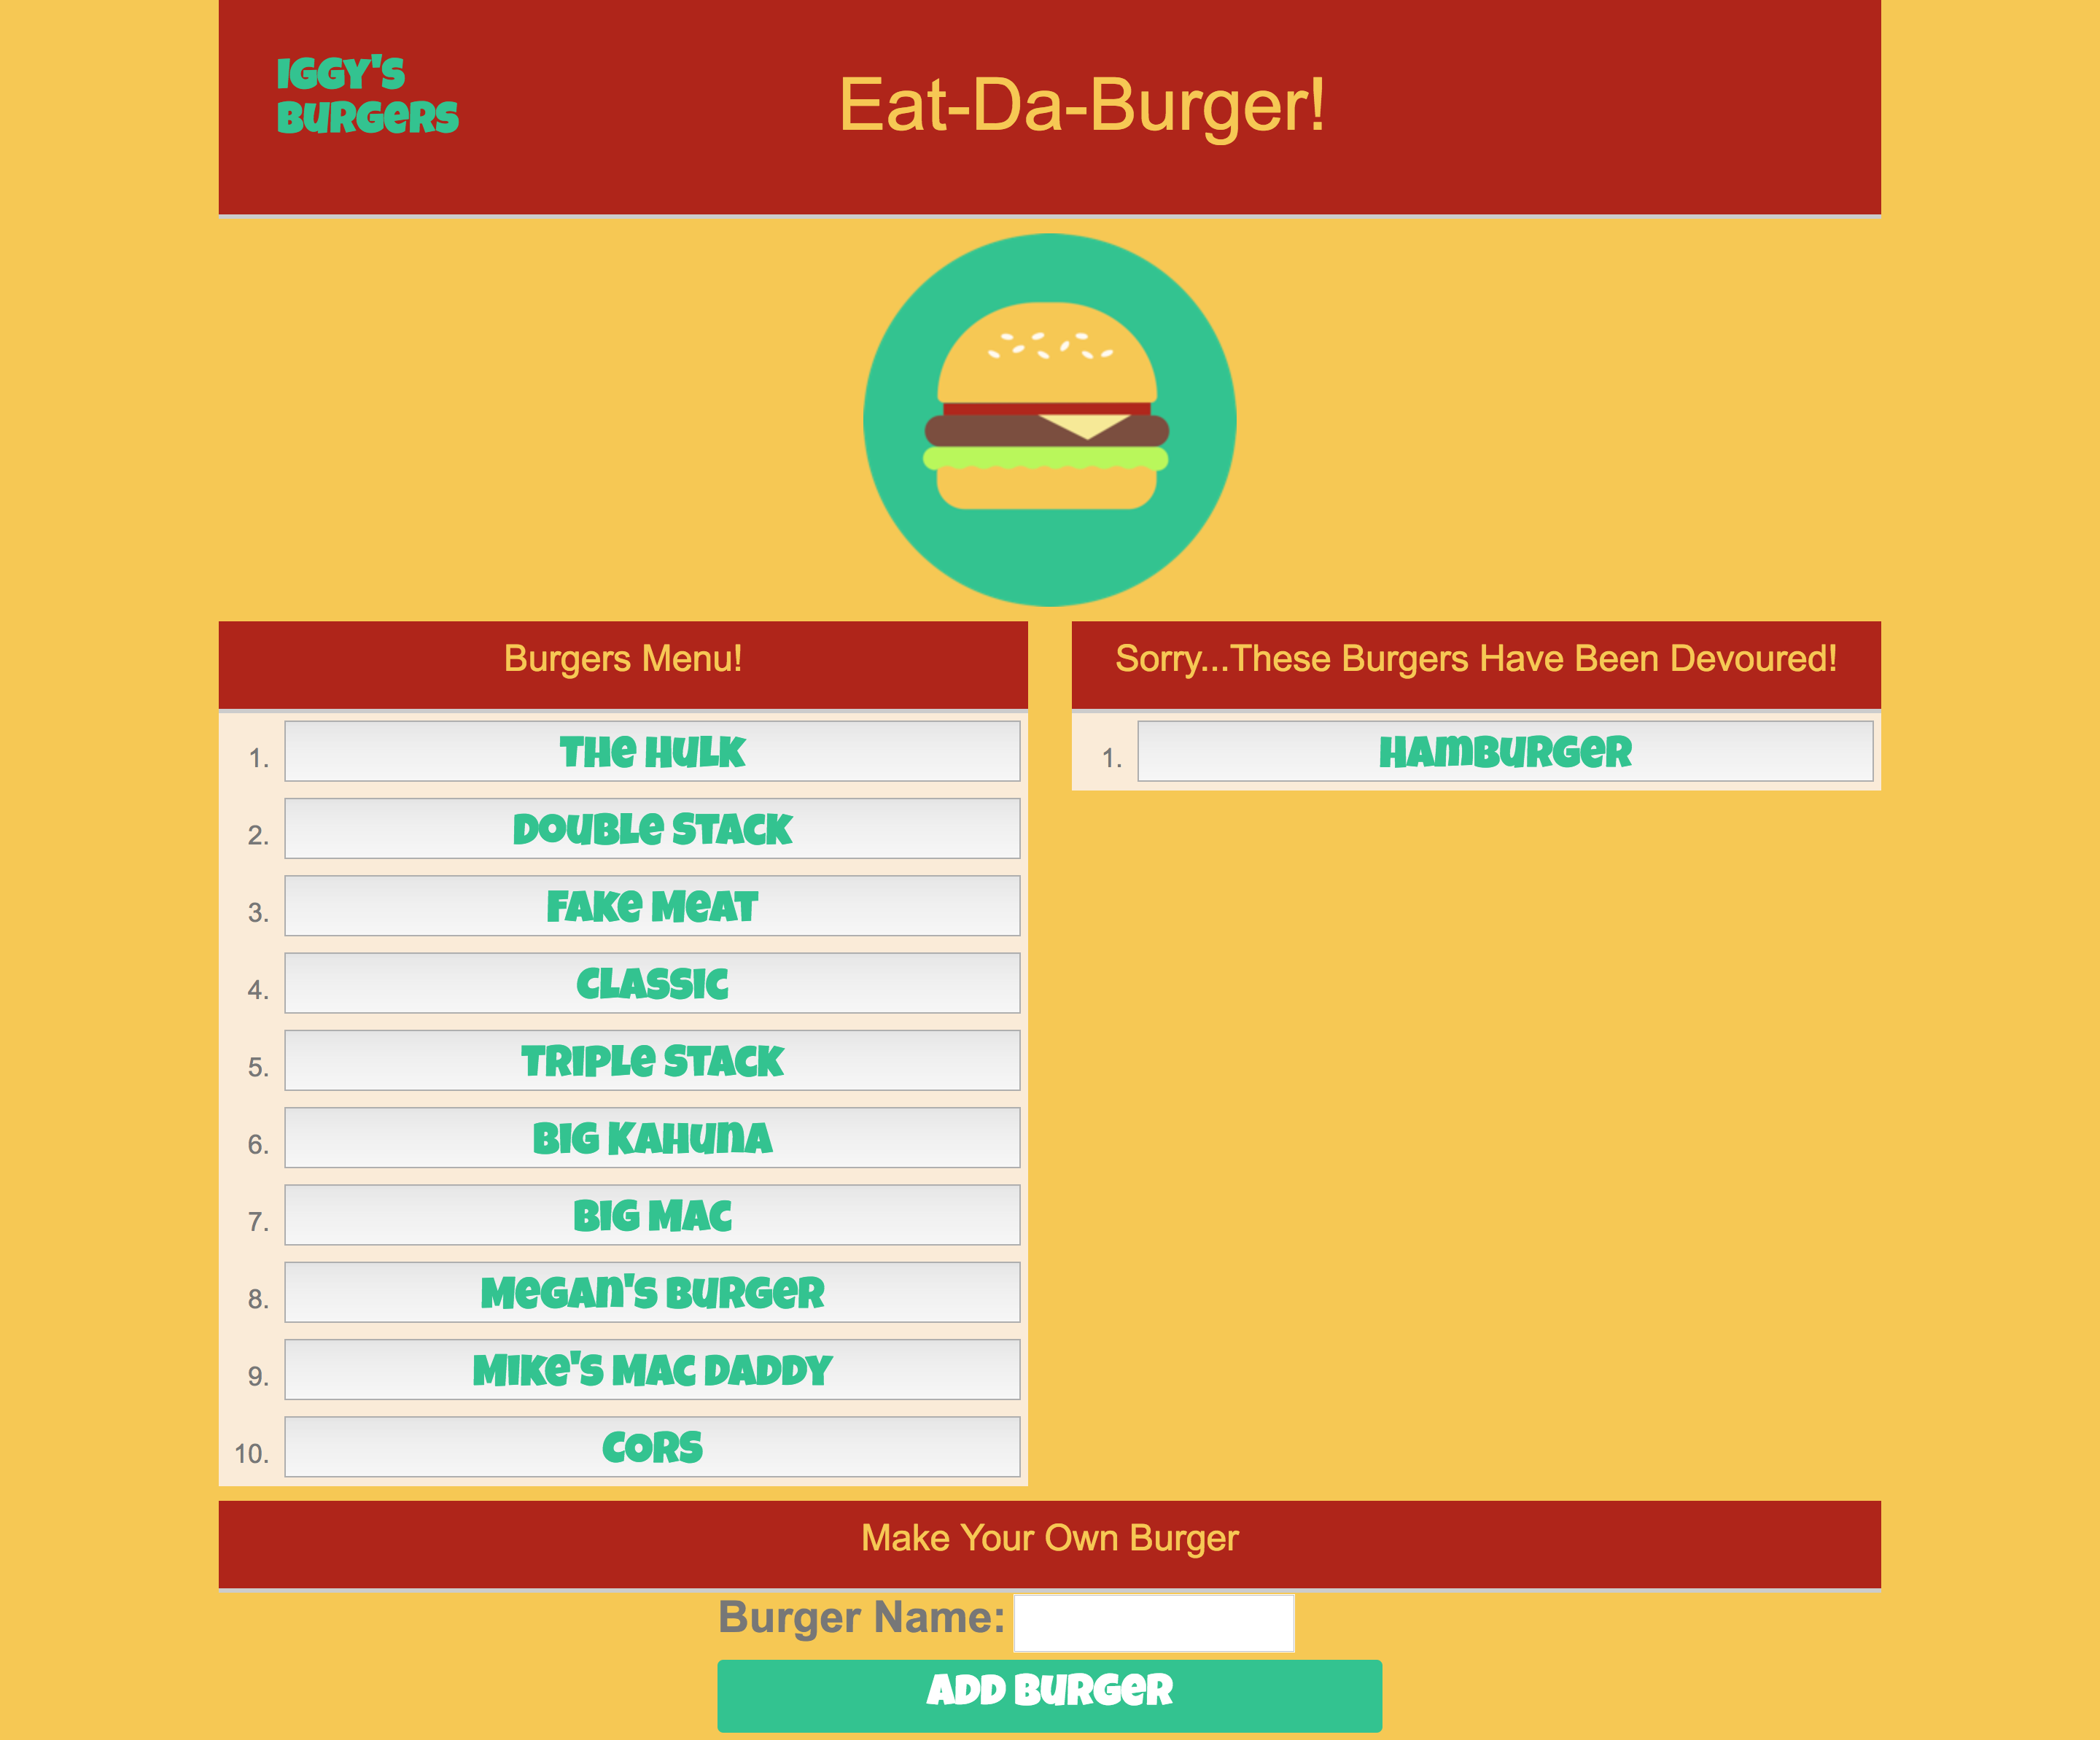 Iggy's
Burgers
Eat-Da-Burger!
Burgers Menu!
1. The Hulk
2. Double Stack
3. Fake Meat
4. Classic
5. Triple Stack
6. Big Kahuna
7. Big Mac
8. Megan's Burger
9. Mike's Mac Daddy
10. Cors
Sorry...These Burgers Have Been Devoured!
1. Hamburger
Make Your Own Burger
Burger Name:
Add Burger